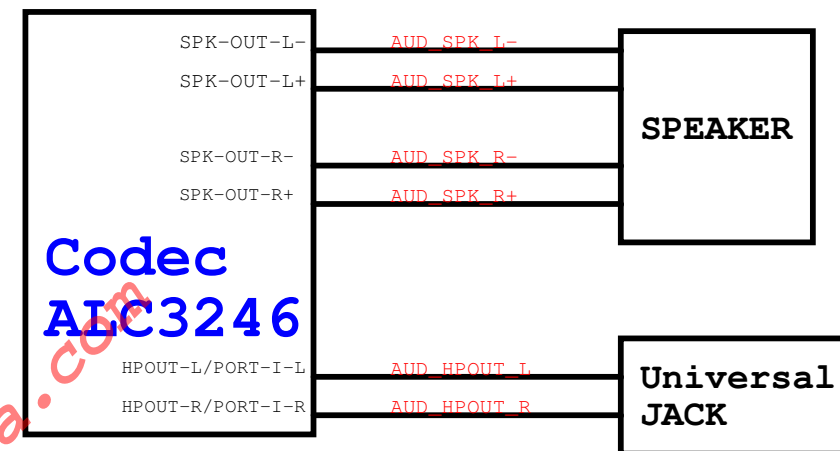 SPK-OUT-L- AUD_SPK_L-
SPK-OUT-L+ AUD_SPK_L+
SPEAKER
SPK-OUT-R- AUD_SPK_R-
SPK-OUT-R+ AUD_SPK_R+
Codec
ALC3246
HPOUT-L/PORT-I-L AUD_HPOUT_L
HPOUT-R/PORT-I-R AUD_HPOUT_R
Universal
JACK
a.com